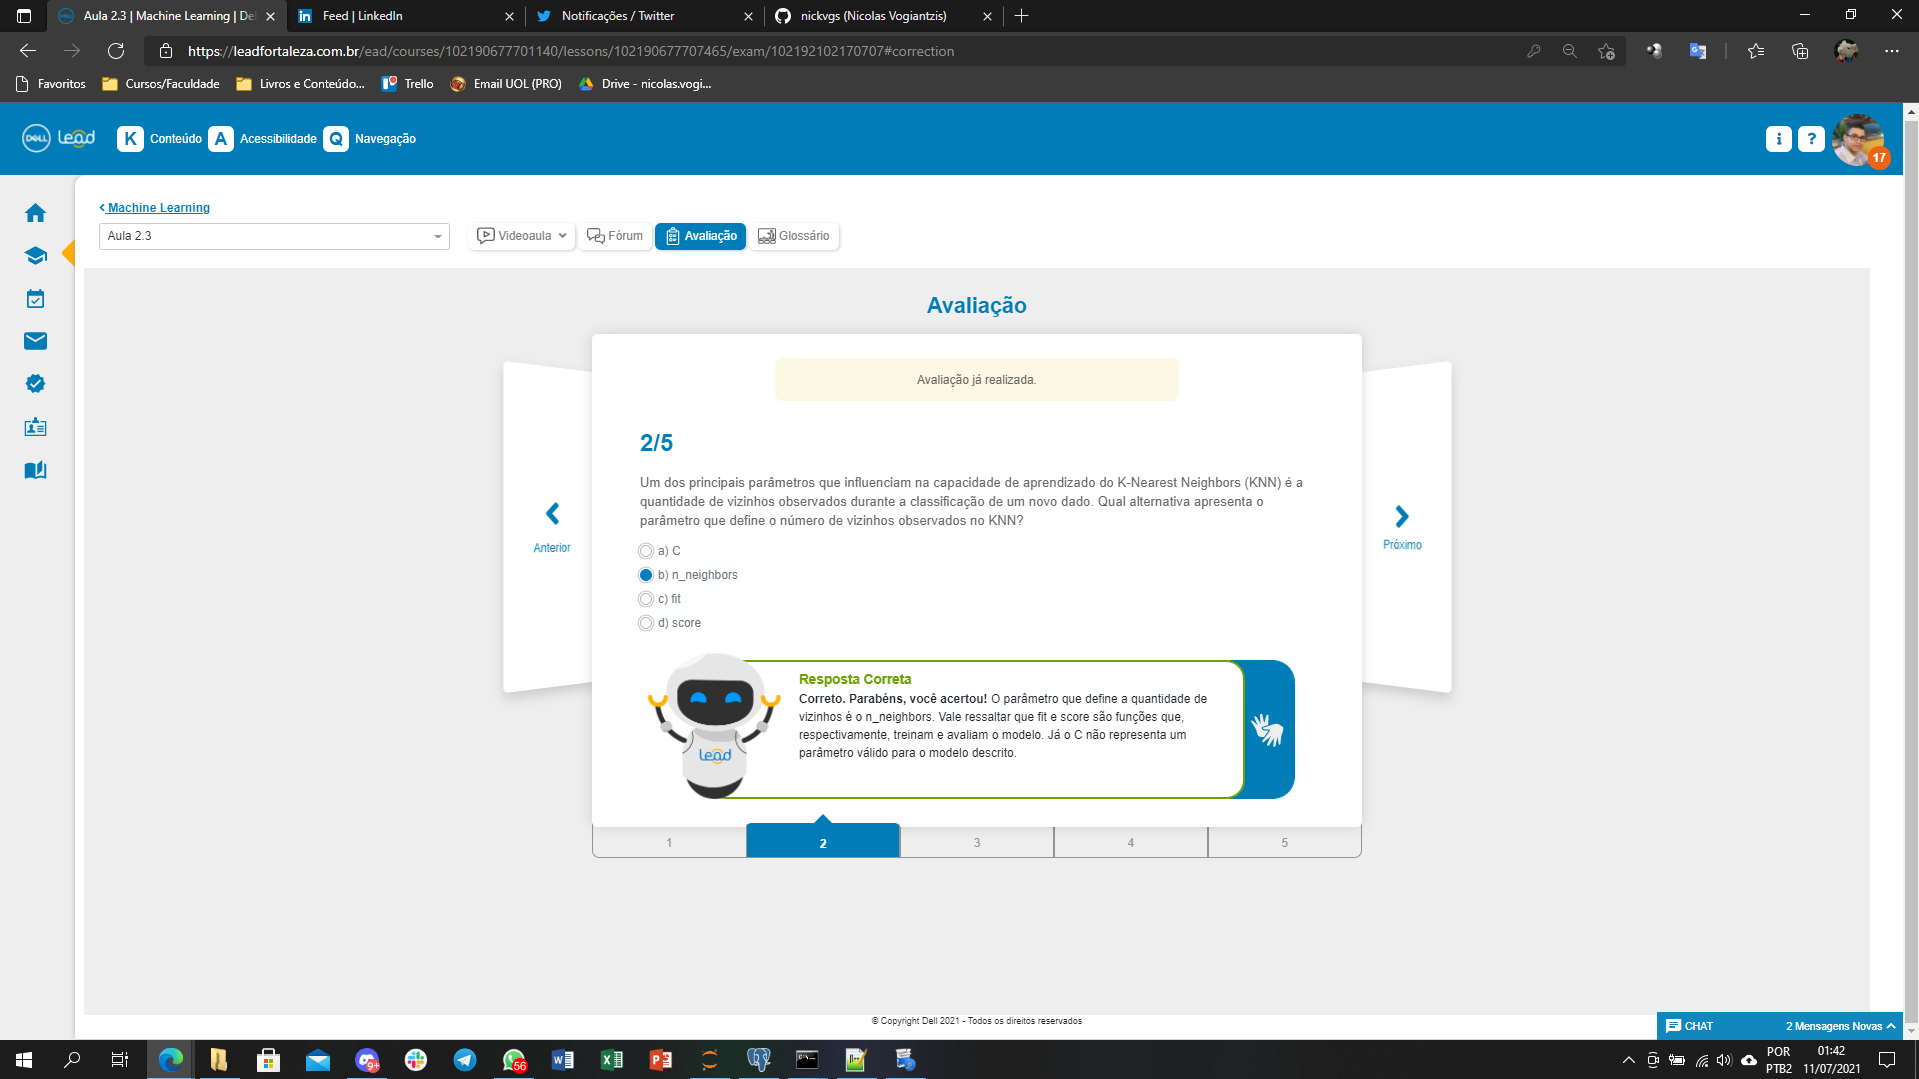 Aula 2.3 | Machine Learning | De
Feed | LinkedIn
Notificações / Twitter
nickvgs (Nicolas Vogiantzis)
https://leadfortaleza.com.br/ead/courses/102190677701140/lessons/102190677707465/exam/102192102170707#correction
Favoritos
Cursos/Faculdade
Livros e Conteúdo...
Trello
Email UOL (PRO)
Drive - nicolas.vogi...
DELL Lead
K Conteúdo A Acessibilidade Q Navegação
i ?
17
Machine Learning
Aula 2.3
Videoaula
Fórum
Avaliação
Glossário
Avaliação
Avaliação já realizada.
2/5
Um dos principais parâmetros que influenciam na capacidade de aprendizado do K-Nearest Neighbors (KNN) é a
quantidade de vizinhos observados durante a classificação de um novo dado. Qual alternativa apresenta o
parâmetro que define o número de vizinhos observados no KNN?
Anterior
Próximo
a) C
b) n_neighbors
c) fit
d) score
Resposta Correta
Correto. Parabéns, você acertou! O parâmetro que define a quantidade de
vizinhos é o n_neighbors. Vale ressaltar que fit e score são funções que,
respectivamente, treinam e avaliam o modelo. Já o C não representa um
parâmetro válido para o modelo descrito.
Lead
1 2 3 4 5
© Copyright Dell 2021 - Todos os direitos reservados
CHAT
2 Mensagens Novas
9+
56
POR
PTB2
01:42
11/07/2021